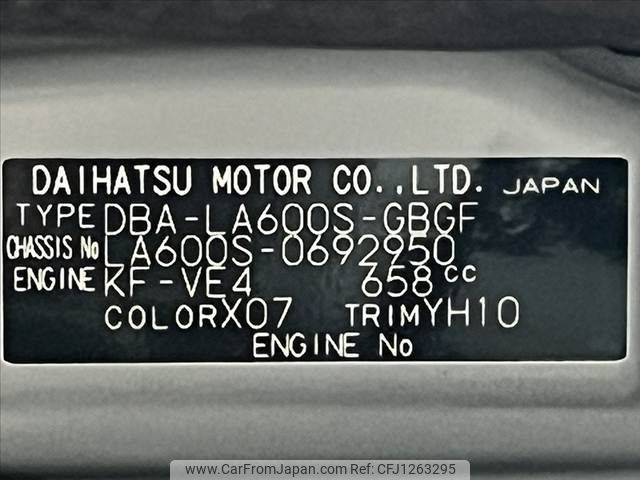 DAIHATSU MOTOR CO.,LTD. JAPAN
TYPE DBA-LA600S-GBGF
CHASSIS No LA600S-0692950
ENGINE KF-VE4 658cc
COLOR X07 TRIM YH10
ENGINE No
www.CarFromJapan.com - CFJ1263295